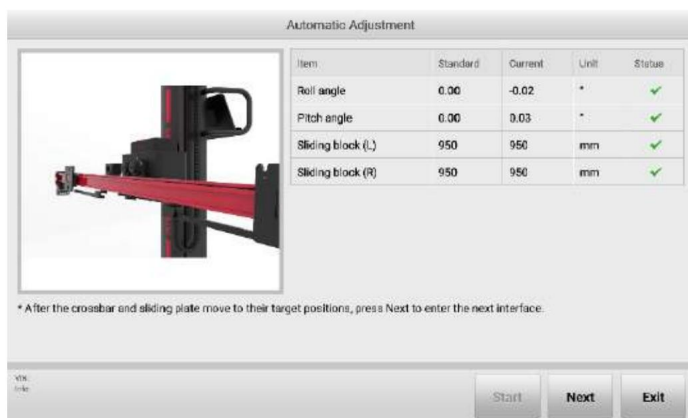 Automatic Adjustment
Item Standard Current Unit Status
Roll angle 0.00 -0.02 °
Pitch angle 0.00 0.03 °
Sliding block (L) 950 950 mm
Sliding block (R) 950 950 mm
* After the crossbar and sliding plate move to their target positions, press Next to enter the next interface.
VIN:
Start Next Exit